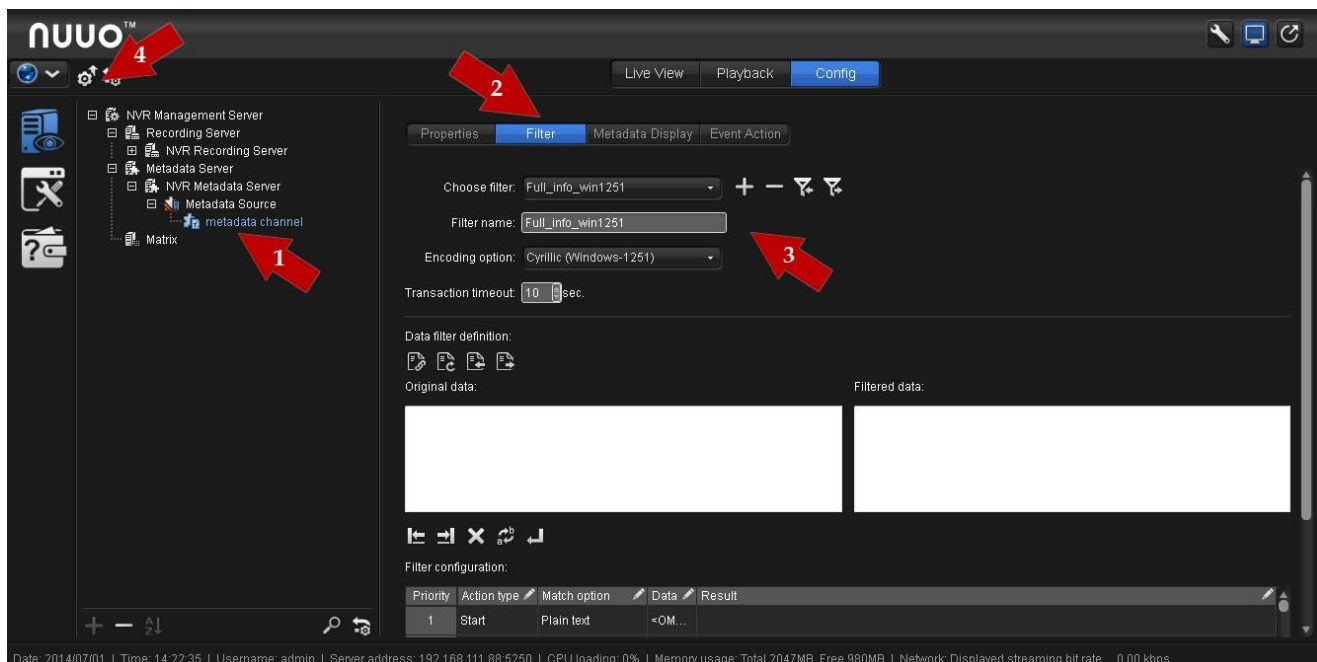 nuuo™
4
Live View Playback Config
2
NVR Management Server
Recording Server
NVR Recording Server
Metadata Server
NVR Metadata Server
Metadata Source
metadata channel
Matrix
1
Properties Filter Metadata Display Event Action
Choose filter: Full_info_win1251
Filter name: Full_info_win1251
3
Encoding option: Cyrillic (Windows-1251)
Transaction timeout: 10 sec.
Data filter definition:
Original data: Filtered data:
Filter configuration:
Priority Action type Match option Data Result
1 Start Plain text <OM...
Date: 2014/07/01 | Time: 14:22:35 | Username: admin | Server address: 192.168.111.88:5250 | CPU loading: 0% | Memory usage: Total 2047MB, Free 980MB | Network: Displayed streaming bit rate 0.00 kbps